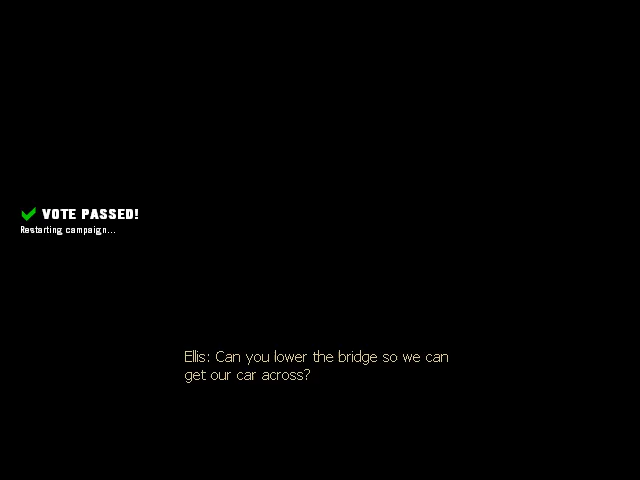 VOTE PASSED!
Restarting campaign...
Ellis: Can you lower the bridge so we can
get our car across?